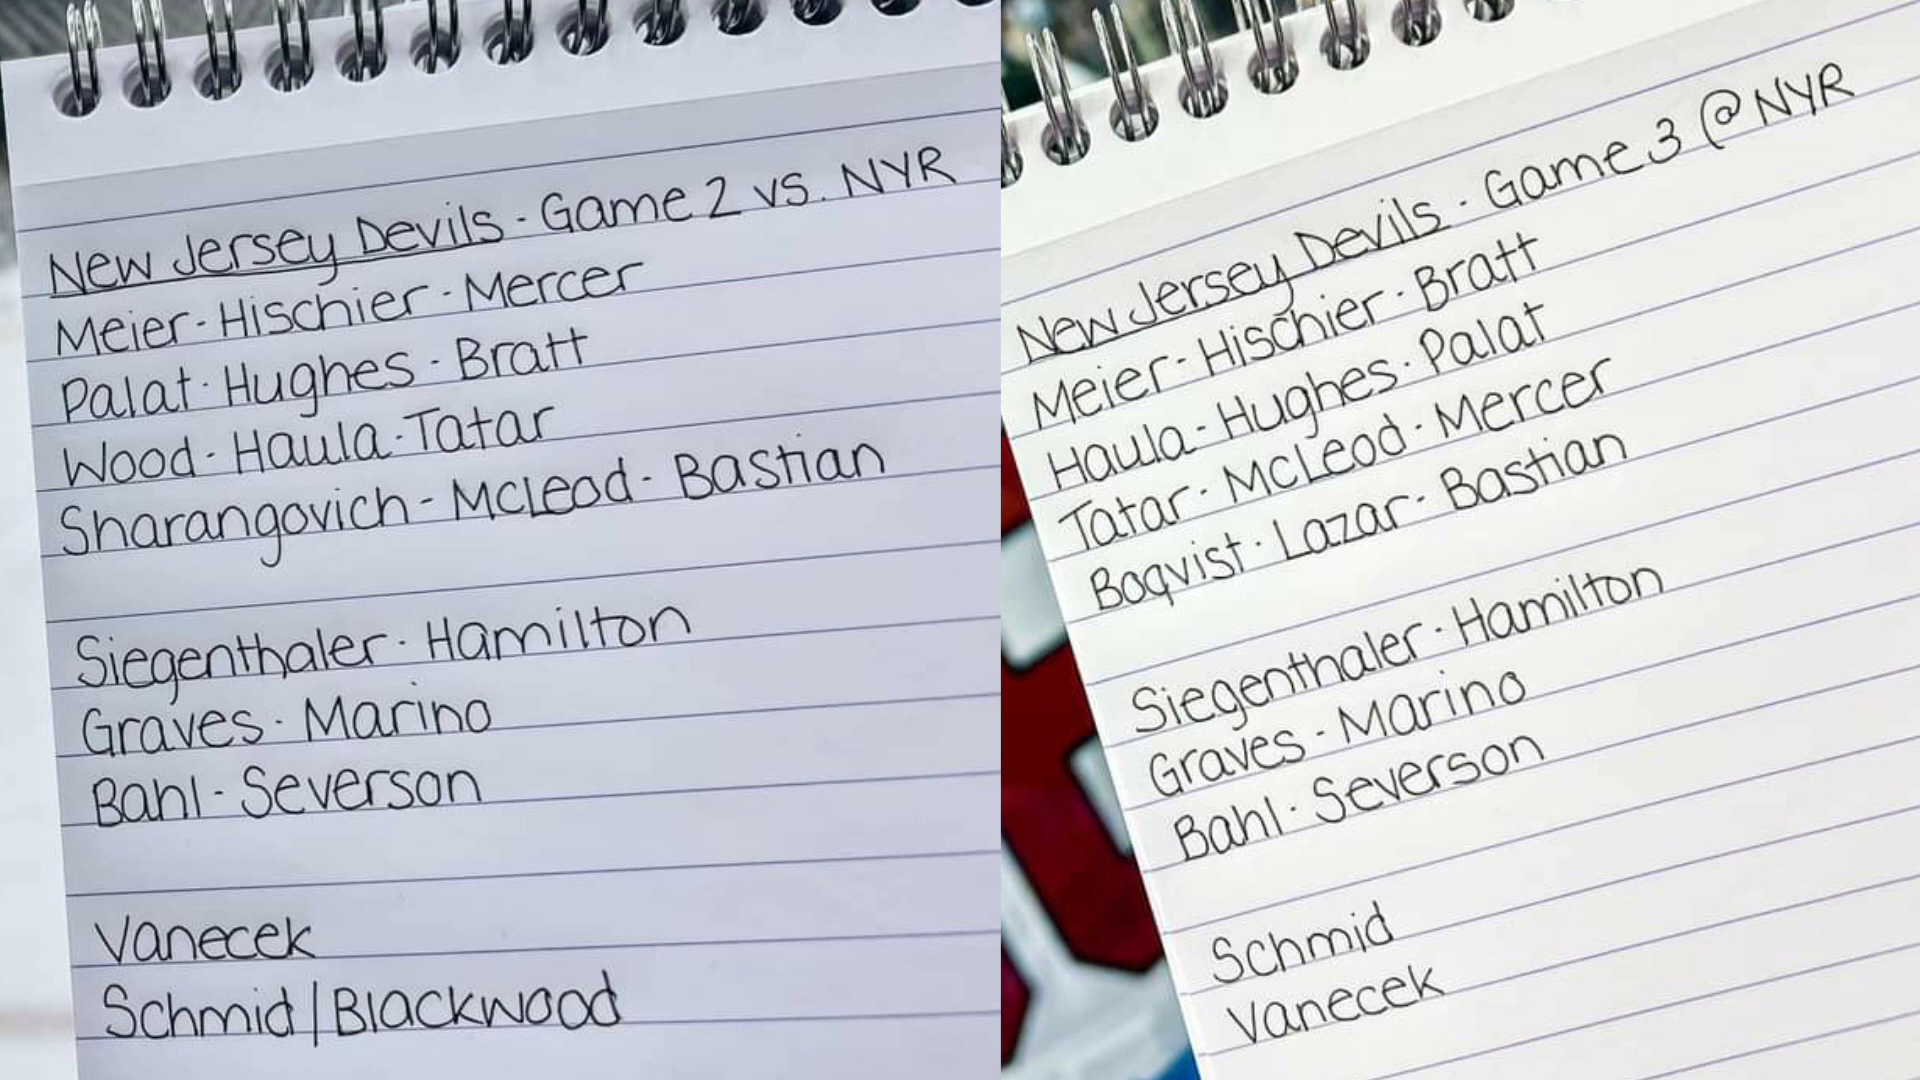 New Jersey Devils - Game 2 vs. NYR
Meier - Hischier - Mercer
Palat - Hughes - Bratt
Wood - Haula - Tatar
Sharangovich - McLeod - Bastian
Siegenthaler - Hamilton
Graves - Marino
Bahl - Severson
Vanecek
Schmid / Blackwood
New Jersey Devils - Game 3 @ NYR
Meier - Hischier - Bratt
Haula - Hughes - Palat
Tatar - McLeod - Mercer
Boqvist - Lazar - Bastian
Siegenthaler - Hamilton
Graves - Marino
Bahl - Severson
Schmid
Vanecek